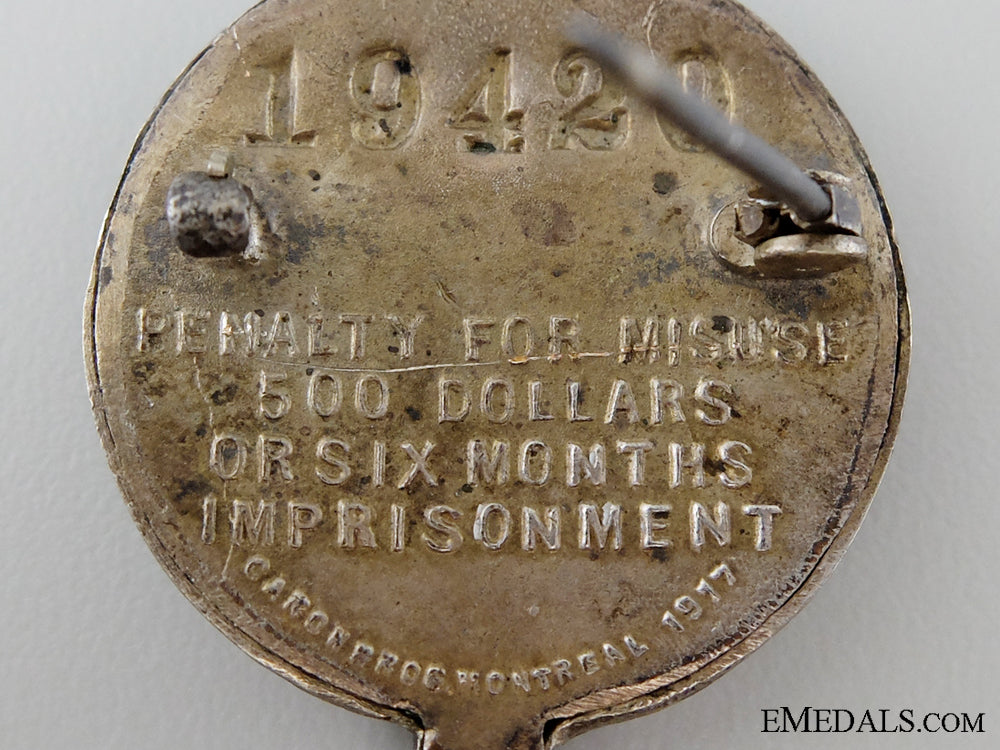 19420
PENALTY FOR MISUSE
500 DOLLARS
OR SIX MONTHS
IMPRISONMENT
CARON BROS. MONTREAL 1917
EMEDALS.COM